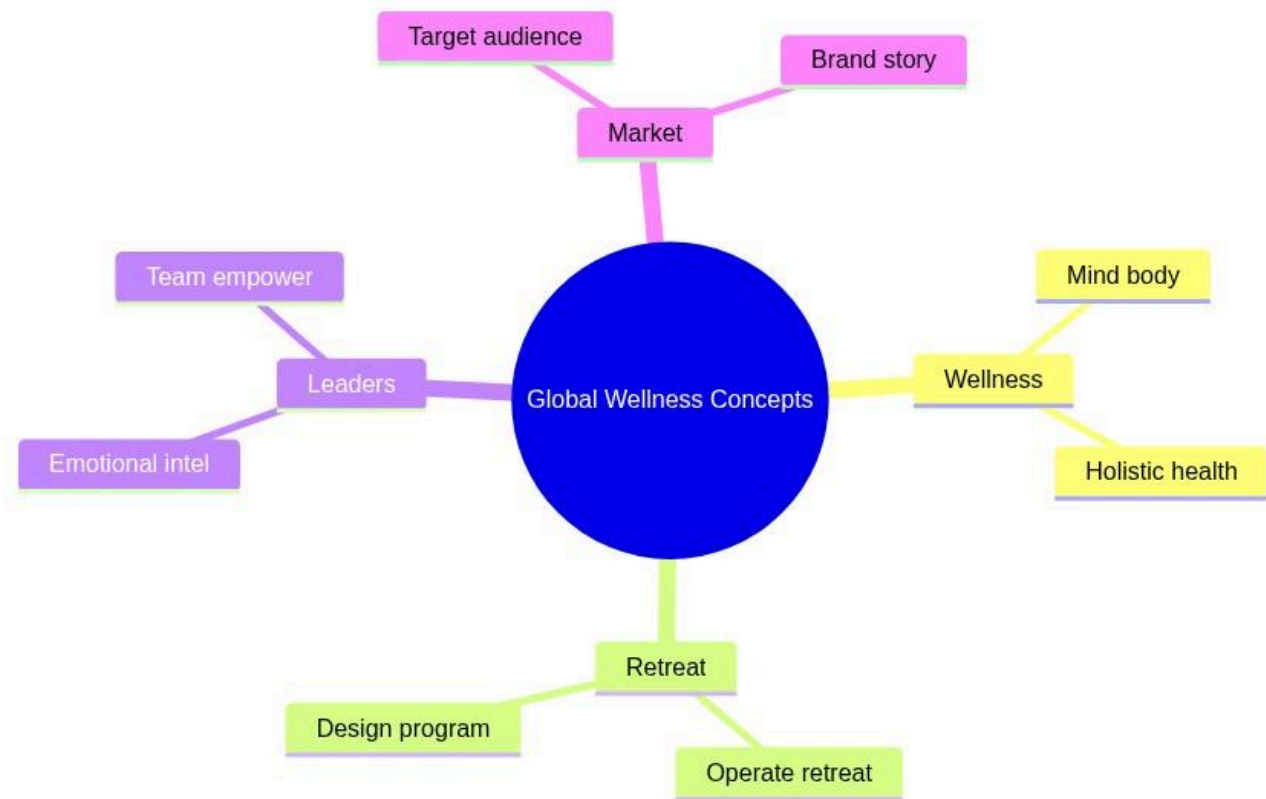 Target audience
Brand story
Market
Team empower
Mind body
Leaders
Wellness
Global Wellness Concepts
Emotional intel
Holistic health
Retreat
Design program
Operate retreat